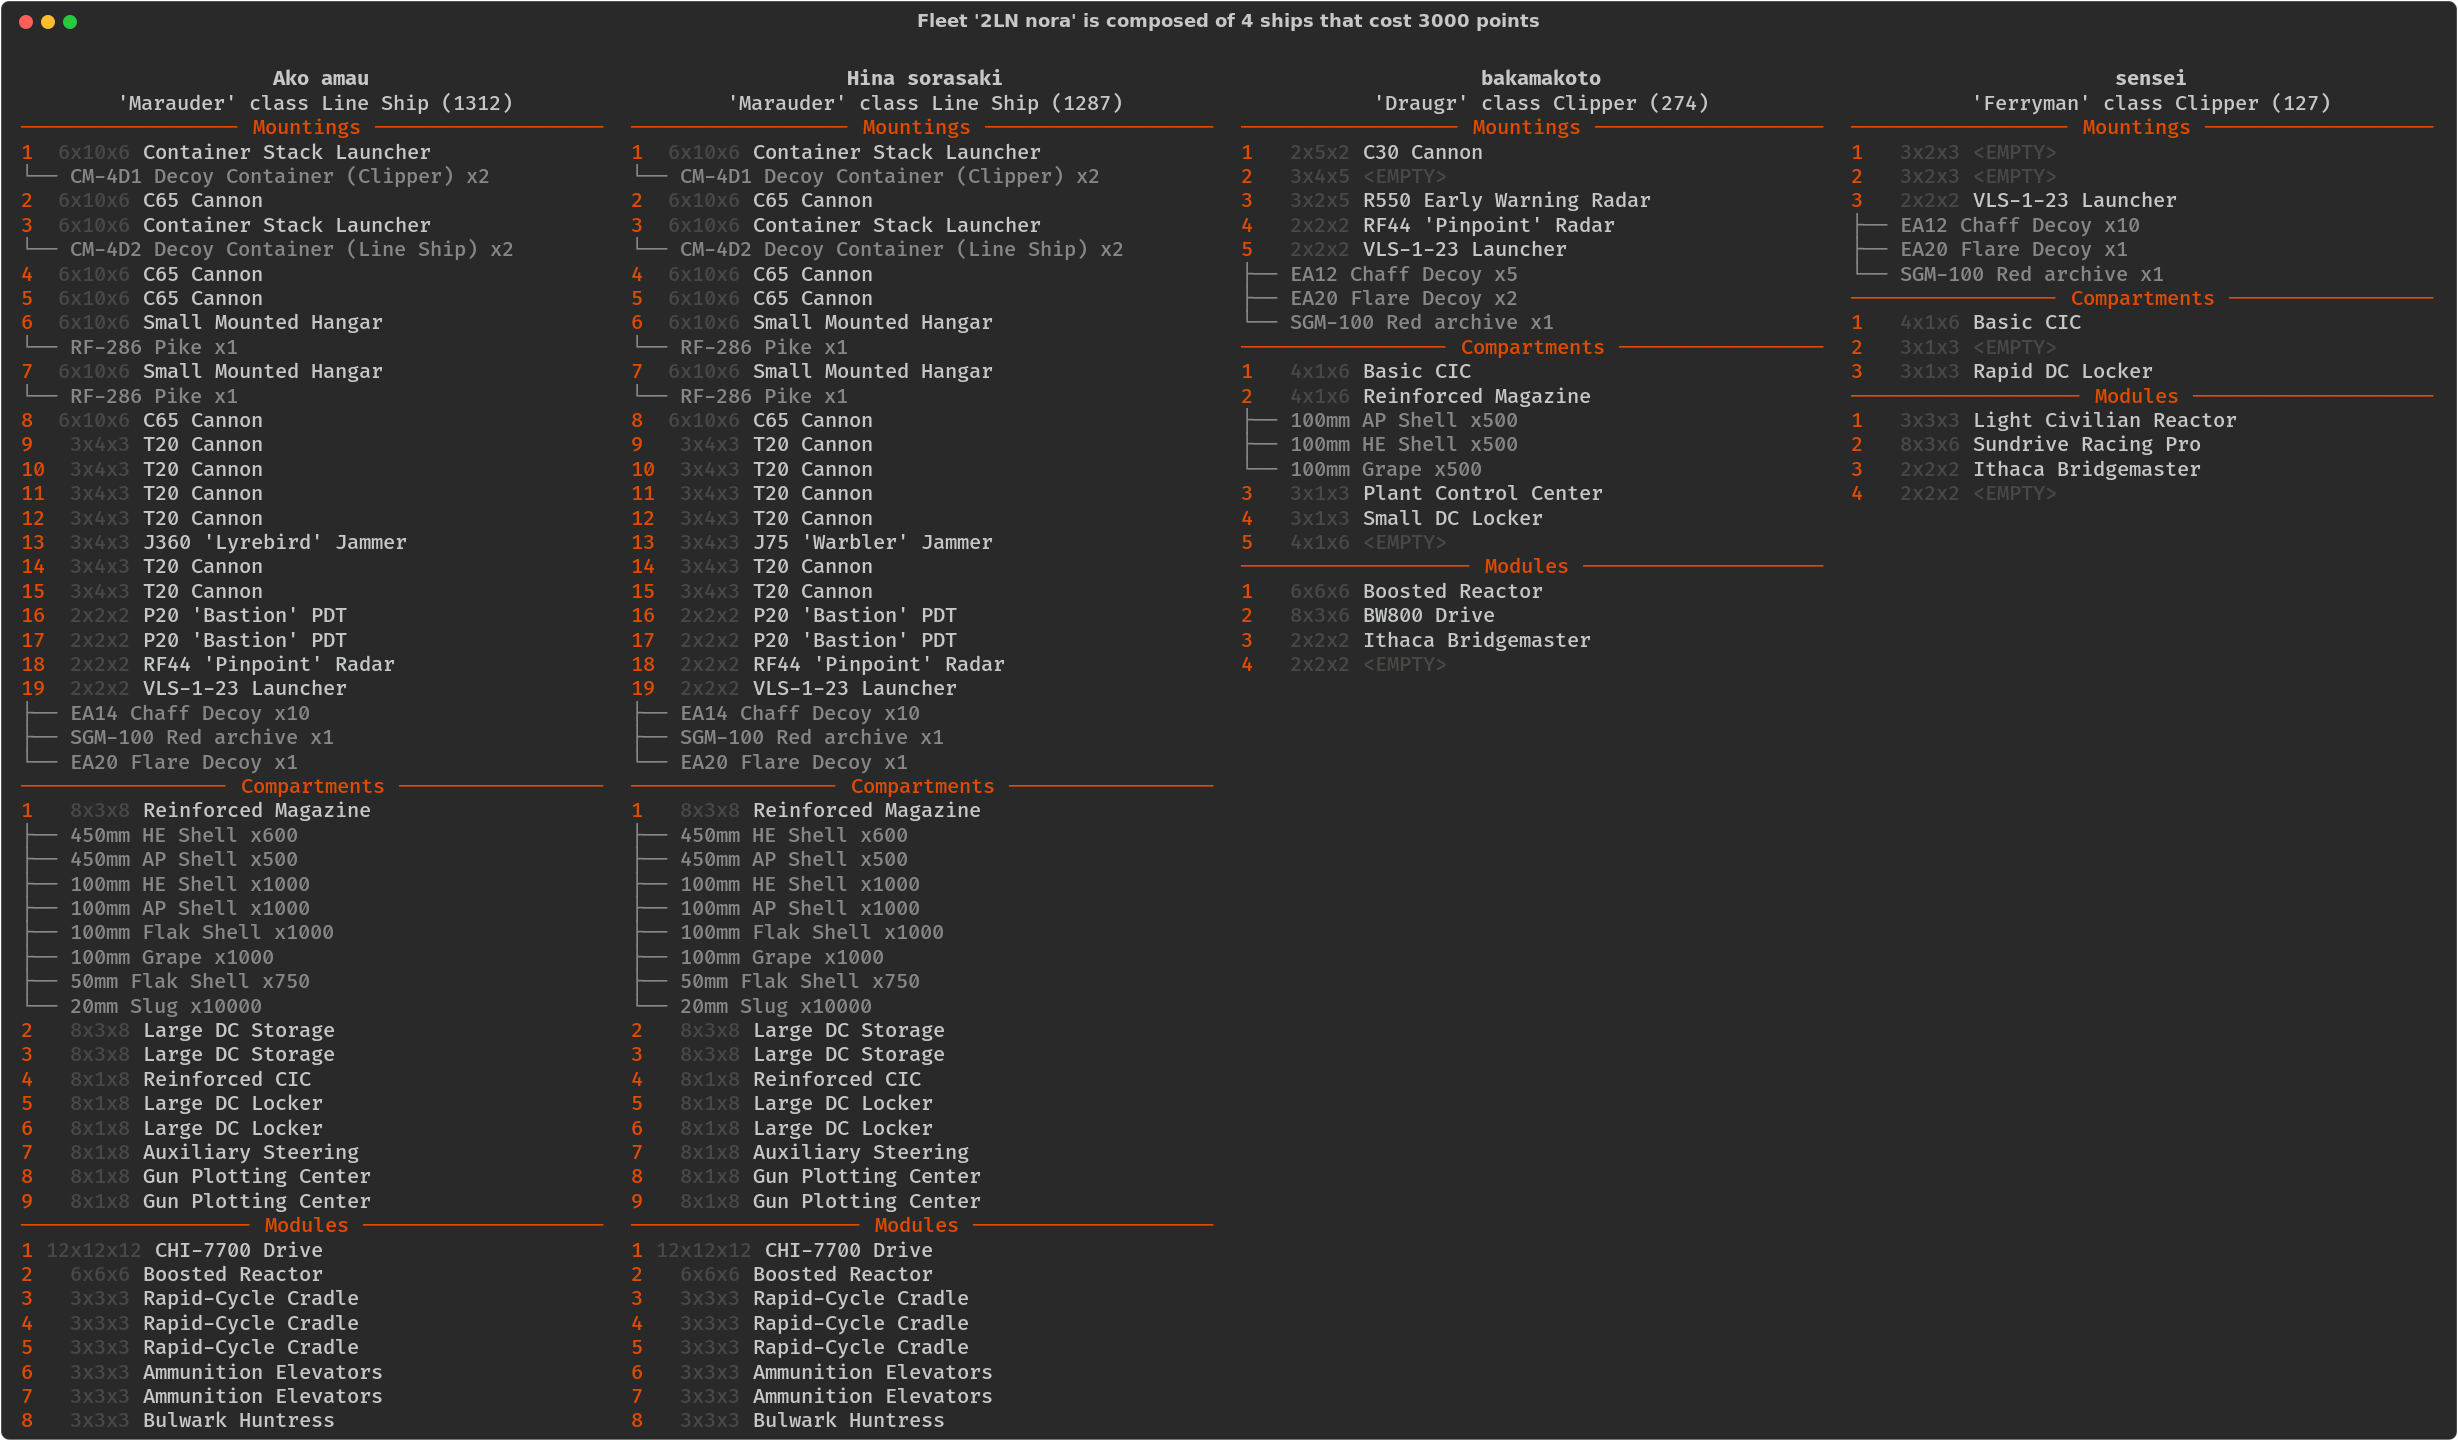 Fleet '2LN nora' is composed of 4 ships that cost 3000 points
Ako amau
'Marauder' class Line Ship (1312)
Mountings
1 6x10x6 Container Stack Launcher
CM-4D1 Decoy Container (Clipper) x2
2 6x10x6 C65 Cannon
3 6x10x6 Container Stack Launcher
CM-4D2 Decoy Container (Line Ship) x2
4 6x10x6 C65 Cannon
5 6x10x6 C65 Cannon
6 6x10x6 Small Mounted Hangar
RF-286 Pike x1
7 6x10x6 Small Mounted Hangar
RF-286 Pike x1
8 6x10x6 C65 Cannon
9 3x4x3 T20 Cannon
10 3x4x3 T20 Cannon
11 3x4x3 T20 Cannon
12 3x4x3 T20 Cannon
13 3x4x3 J360 'Lyrebird' Jammer
14 3x4x3 T20 Cannon
15 3x4x3 T20 Cannon
16 2x2x2 P20 'Bastion' PDT
17 2x2x2 P20 'Bastion' PDT
18 2x2x2 RF44 'Pinpoint' Radar
19 2x2x2 VLS-1-23 Launcher
EA14 Chaff Decoy x10
SGM-100 Red archive x1
EA20 Flare Decoy x1
Compartments
1 8x3x8 Reinforced Magazine
450mm HE Shell x600
450mm AP Shell x500
100mm HE Shell x1000
100mm AP Shell x1000
100mm Flak Shell x1000
100mm Grape x1000
50mm Flak Shell x750
20mm Slug x10000
2 8x3x8 Large DC Storage
3 8x3x8 Large DC Storage
4 8x1x8 Reinforced CIC
5 8x1x8 Large DC Locker
6 8x1x8 Large DC Locker
7 8x1x8 Auxiliary Steering
8 8x1x8 Gun Plotting Center
9 8x1x8 Gun Plotting Center
Modules
1 12x12x12 CHI-7700 Drive
2 6x6x6 Boosted Reactor
3 3x3x3 Rapid-Cycle Cradle
4 3x3x3 Rapid-Cycle Cradle
5 3x3x3 Rapid-Cycle Cradle
6 3x3x3 Ammunition Elevators
7 3x3x3 Ammunition Elevators
8 3x3x3 Bulwark Huntress
Hina sorasaki
'Marauder' class Line Ship (1287)
Mountings
1 6x10x6 Container Stack Launcher
CM-4D1 Decoy Container (Clipper) x2
2 6x10x6 C65 Cannon
3 6x10x6 Container Stack Launcher
CM-4D2 Decoy Container (Line Ship) x2
4 6x10x6 C65 Cannon
5 6x10x6 C65 Cannon
6 6x10x6 Small Mounted Hangar
RF-286 Pike x1
7 6x10x6 Small Mounted Hangar
RF-286 Pike x1
8 6x10x6 C65 Cannon
9 3x4x3 T20 Cannon
10 3x4x3 T20 Cannon
11 3x4x3 T20 Cannon
12 3x4x3 T20 Cannon
13 3x4x3 J75 'Warbler' Jammer
14 3x4x3 T20 Cannon
15 3x4x3 T20 Cannon
16 2x2x2 P20 'Bastion' PDT
17 2x2x2 P20 'Bastion' PDT
18 2x2x2 RF44 'Pinpoint' Radar
19 2x2x2 VLS-1-23 Launcher
EA14 Chaff Decoy x10
SGM-100 Red archive x1
EA20 Flare Decoy x1
Compartments
1 8x3x8 Reinforced Magazine
450mm HE Shell x600
450mm AP Shell x500
100mm HE Shell x1000
100mm AP Shell x1000
100mm Flak Shell x1000
100mm Grape x1000
50mm Flak Shell x750
20mm Slug x10000
2 8x3x8 Large DC Storage
3 8x3x8 Large DC Storage
4 8x1x8 Reinforced CIC
5 8x1x8 Large DC Locker
6 8x1x8 Large DC Locker
7 8x1x8 Auxiliary Steering
8 8x1x8 Gun Plotting Center
9 8x1x8 Gun Plotting Center
Modules
1 12x12x12 CHI-7700 Drive
2 6x6x6 Boosted Reactor
3 3x3x3 Rapid-Cycle Cradle
4 3x3x3 Rapid-Cycle Cradle
5 3x3x3 Rapid-Cycle Cradle
6 3x3x3 Ammunition Elevators
7 3x3x3 Ammunition Elevators
8 3x3x3 Bulwark Huntress
bakamakoto
'Draugr' class Clipper (274)
Mountings
1 2x5x2 C30 Cannon
2 3x4x5 <EMPTY>
3 3x2x5 R550 Early Warning Radar
4 2x2x2 RF44 'Pinpoint' Radar
5 2x2x2 VLS-1-23 Launcher
EA12 Chaff Decoy x5
EA20 Flare Decoy x2
SGM-100 Red archive x1
Compartments
1 4x1x6 Basic CIC
2 4x1x6 Reinforced Magazine
100mm AP Shell x500
100mm HE Shell x500
100mm Grape x500
3 3x1x3 Plant Control Center
4 3x1x3 Small DC Locker
5 4x1x6 <EMPTY>
Modules
1 6x6x6 Boosted Reactor
2 8x3x6 BW800 Drive
3 2x2x2 Ithaca Bridgemaster
4 2x2x2 <EMPTY>
sensei
'Ferryman' class Clipper (127)
Mountings
1 3x2x3 <EMPTY>
2 3x2x3 <EMPTY>
3 2x2x2 VLS-1-23 Launcher
EA12 Chaff Decoy x10
EA20 Flare Decoy x1
SGM-100 Red archive x1
Compartments
1 4x1x6 Basic CIC
2 3x1x3 <EMPTY>
3 3x1x3 Rapid DC Locker
Modules
1 3x3x3 Light Civilian Reactor
2 8x3x6 Sundrive Racing Pro
3 2x2x2 Ithaca Bridgemaster
4 2x2x2 <EMPTY>